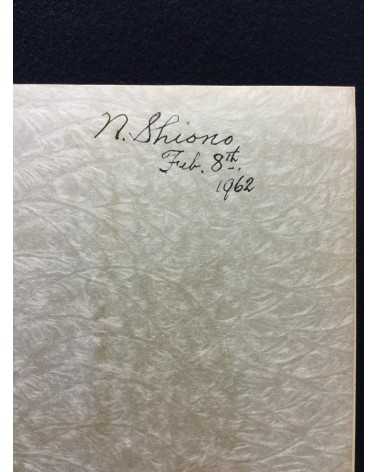 N. Shiono
Feb. 8th.
1962